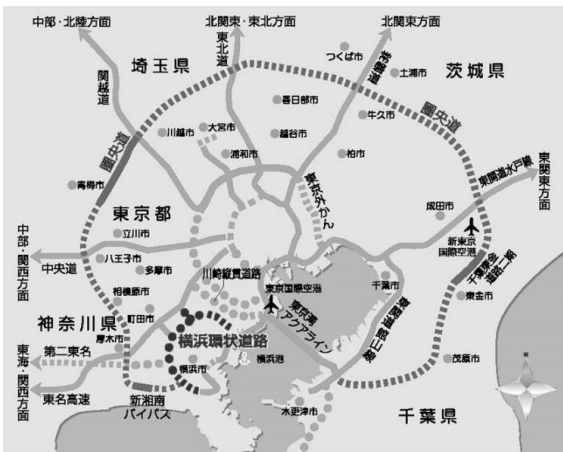 中部・北陸方面
北関東・東北方面
北関東方面
東北道
つくば市
埼玉県
常磐道
土浦市
茨城県
関越道
春日部市
大宮市
牛久市
圏央道
川越市
越谷市
圏央道
浦和市
柏市
東関道水戸線
東関東方面
青梅市
東京外かん
成田市
東京都
立川市
新東京
国際空港
中部・関西方面
八王子市
千葉東金
道路二期
中央道
多摩市
川崎縦貫道路
東京国際空港
千葉市
東金市
相模原市
東京湾
アクアライン
館山線
神奈川県
町田市
横浜環状道路
厚木市
東海・関西方面
第二東名
横浜市
横浜港
茂原市
東名高速
新湘南
バイパス
木更津市
千葉県